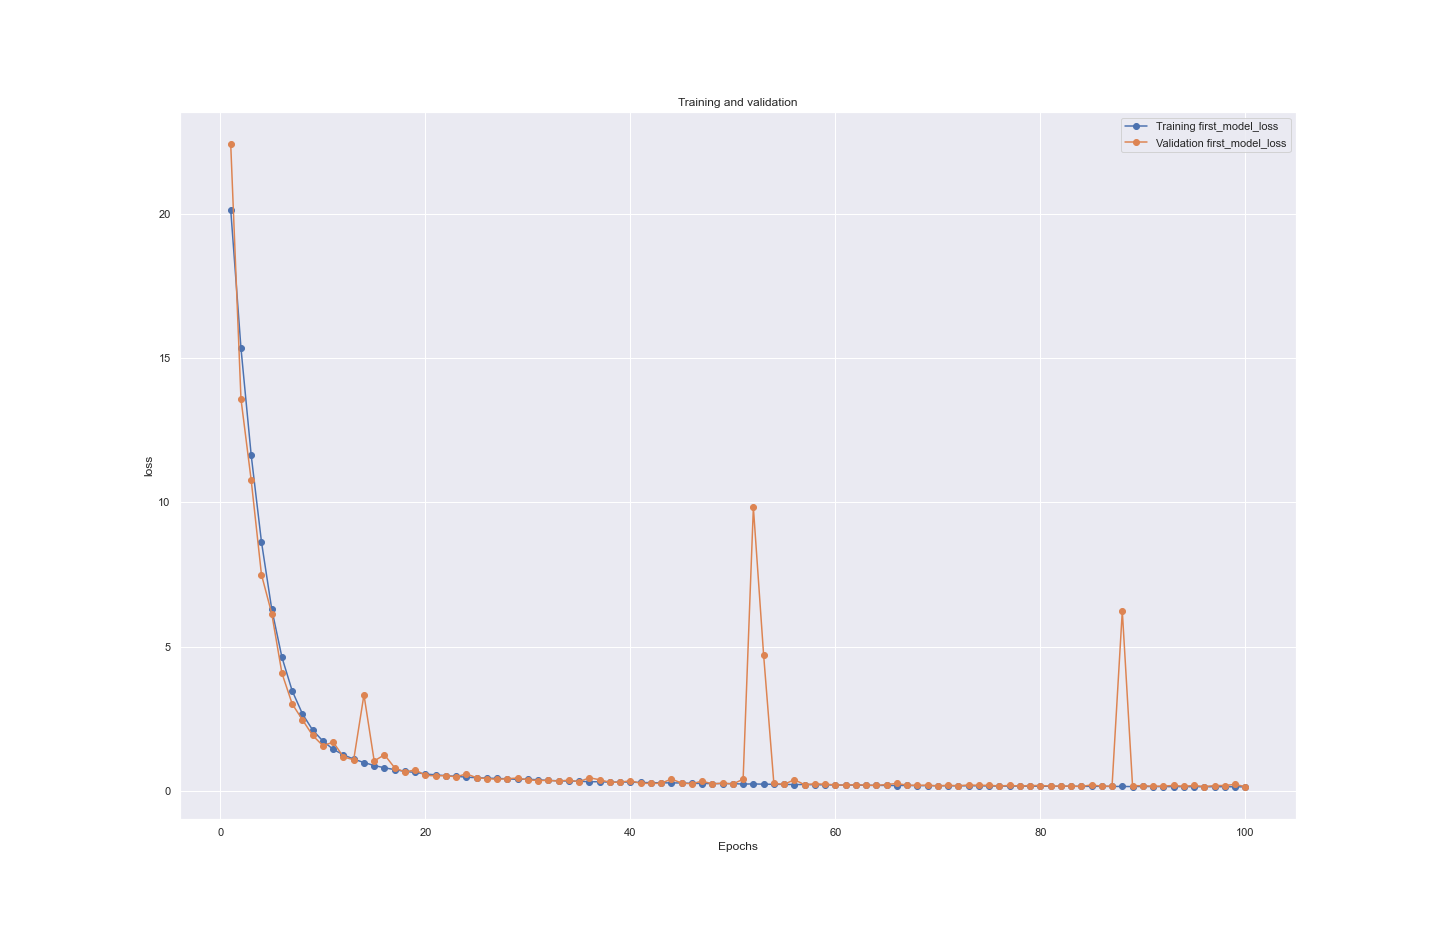 Training and validation
Training first_model_loss
Validation first_model_loss
20
15
10
5
0
loss
0 20 40 60 80 100
Epochs